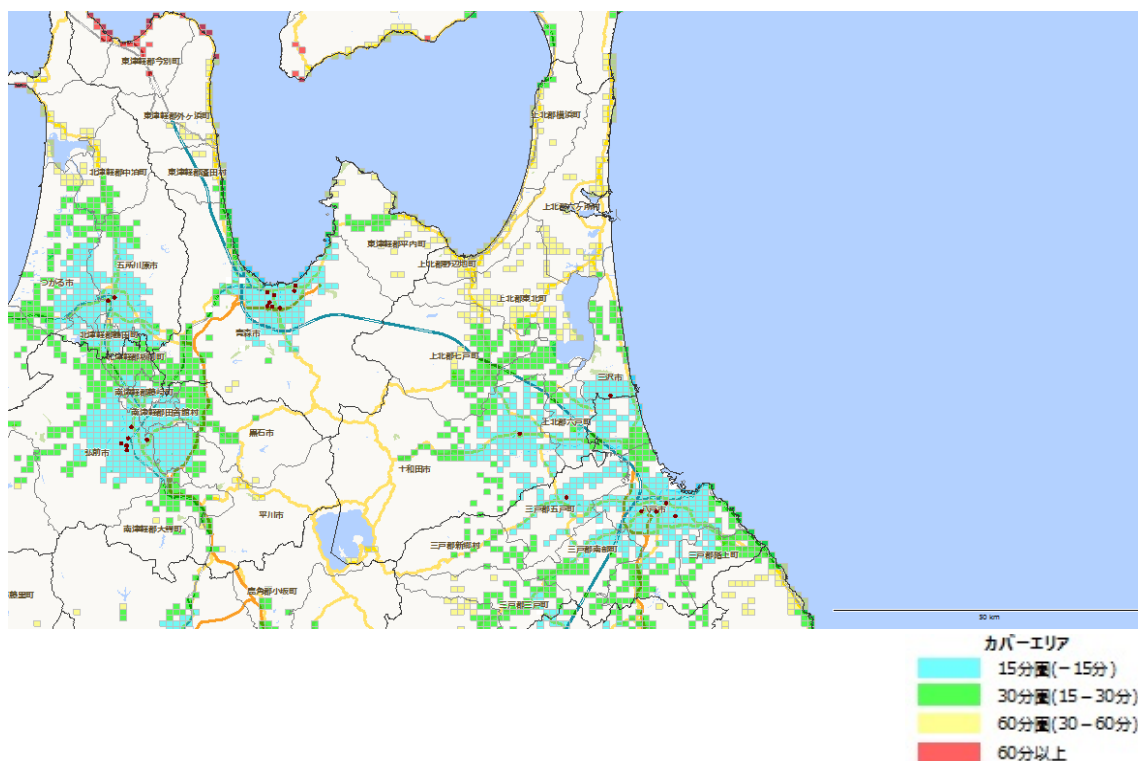 東津軽郡今別町
東津軽郡外ヶ浜町
上北郡横浜町
北津軽郡中泊町
東津軽郡蓬田村
上北郡六ヶ所村
東津軽郡平内町
五所川原市
上北郡野辺地町
つがる市
上北郡東北町
青森市
北津軽郡鶴田町
上北郡七戸町
三沢市
南津軽郡藤崎町
南津軽郡田舎館村
上北郡六戸町
黒石市
弘前市
十和田市
三戸郡五戸町
平川市
南津軽郡大鰐町
三戸郡新郷村
三戸郡南部町
三戸郡階上町
鹿角郡小坂町
藤里町
三戸郡三戸町
50 km
カバーエリア
15分圏(-15分)
30分圏(15-30分)
60分圏(30-60分)
60分以上